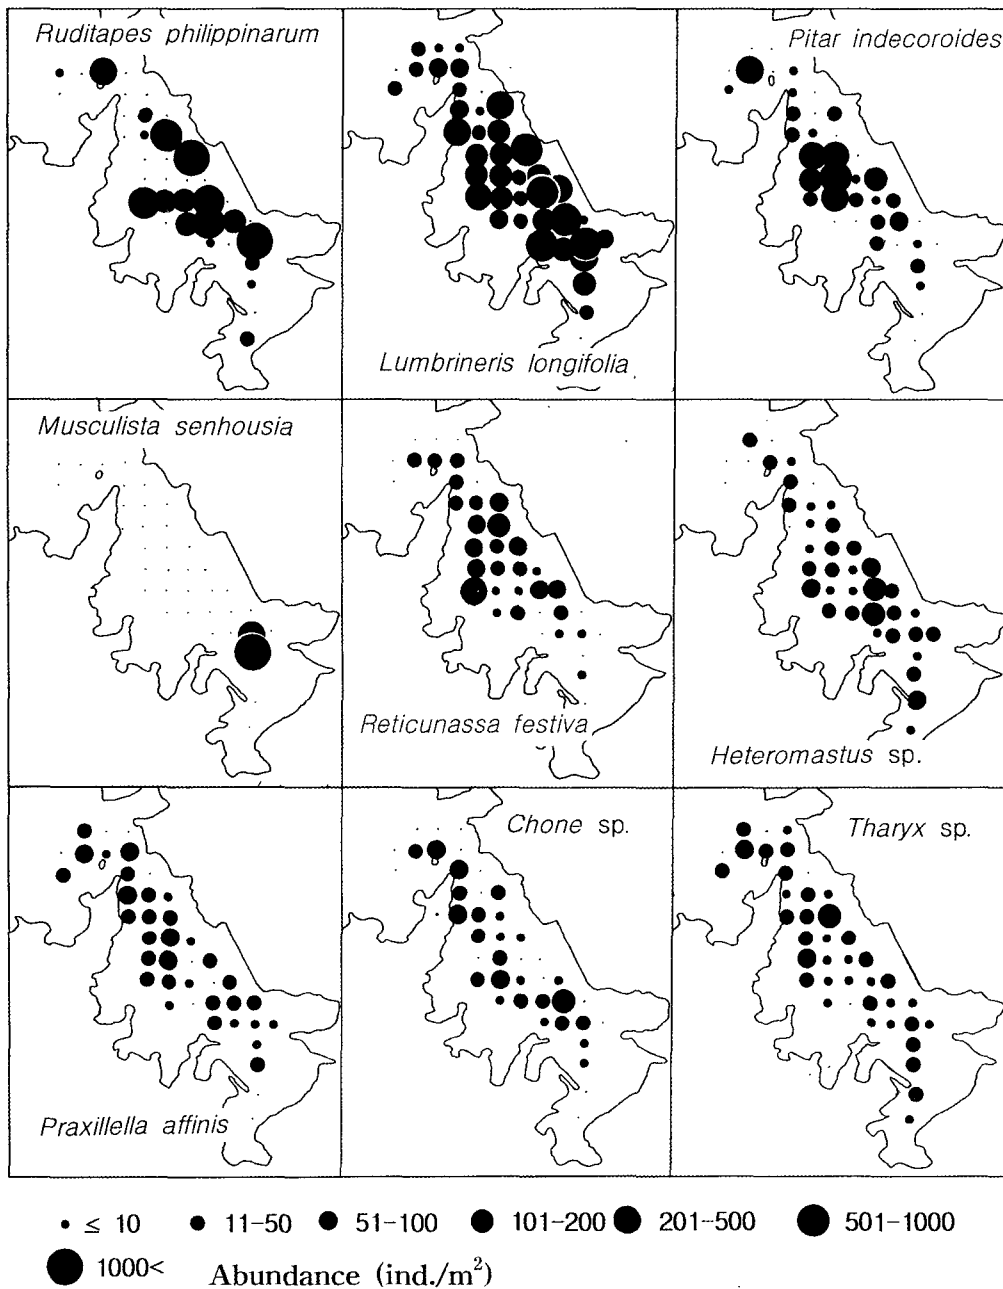 Ruditapes philippinarum
Lumbrineris longifolia
Pitar indecoroides
Musculista senhousia
Reticunassa festiva
Heteromastus sp.
Praxillella affinis
Chone sp.
Tharyx sp.
≤ 10 11-50 51-100 101-200 201-500 501-1000
1000< Abundance (ind./m²)